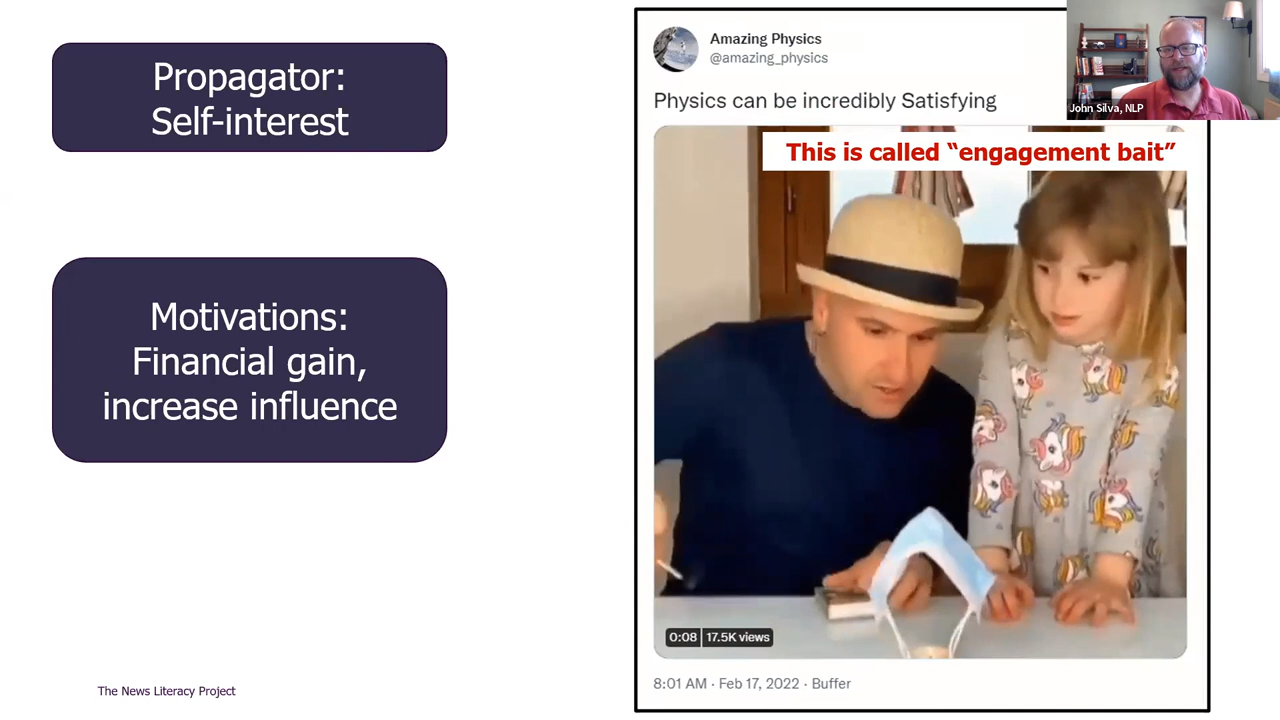 Propagator:
Self-interest
Motivations:
Financial gain,
increase influence
The News Literacy Project
Amazing Physics
@amazing_physics
Physics can be incredibly Satisfying
This is called “engagement bait”
0:08 17.5K views
8:01 AM · Feb 17, 2022 · Buffer
John Silva, NLP